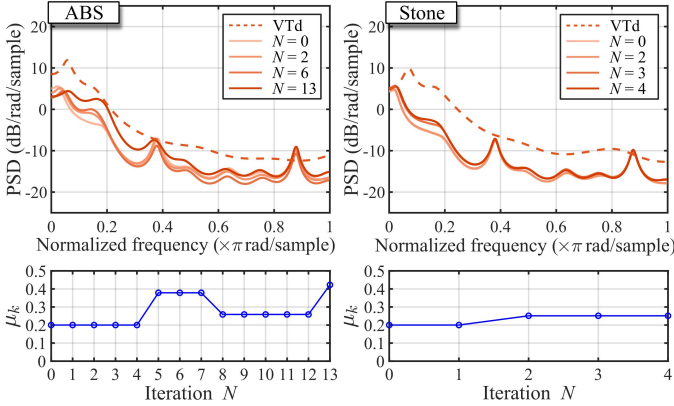 ABS
PSD (dB/rad/sample)
20
10
0
-10
-20
VTd
N = 0
N = 2
N = 6
N = 13
0 0.2 0.4 0.6 0.8 1
Normalized frequency (×π rad/sample)
Stone
PSD (dB/rad/sample)
20
10
0
-10
-20
VTd
N = 0
N = 2
N = 3
N = 4
0 0.2 0.4 0.6 0.8 1
Normalized frequency (×π rad/sample)
μk
0.5
0.4
0.3
0.2
0.1
0
0 1 2 3 4 5 6 7 8 9 10 11 12 13
Iteration N
μk
0.5
0.4
0.3
0.2
0.1
0
0 1 2 3 4
Iteration N